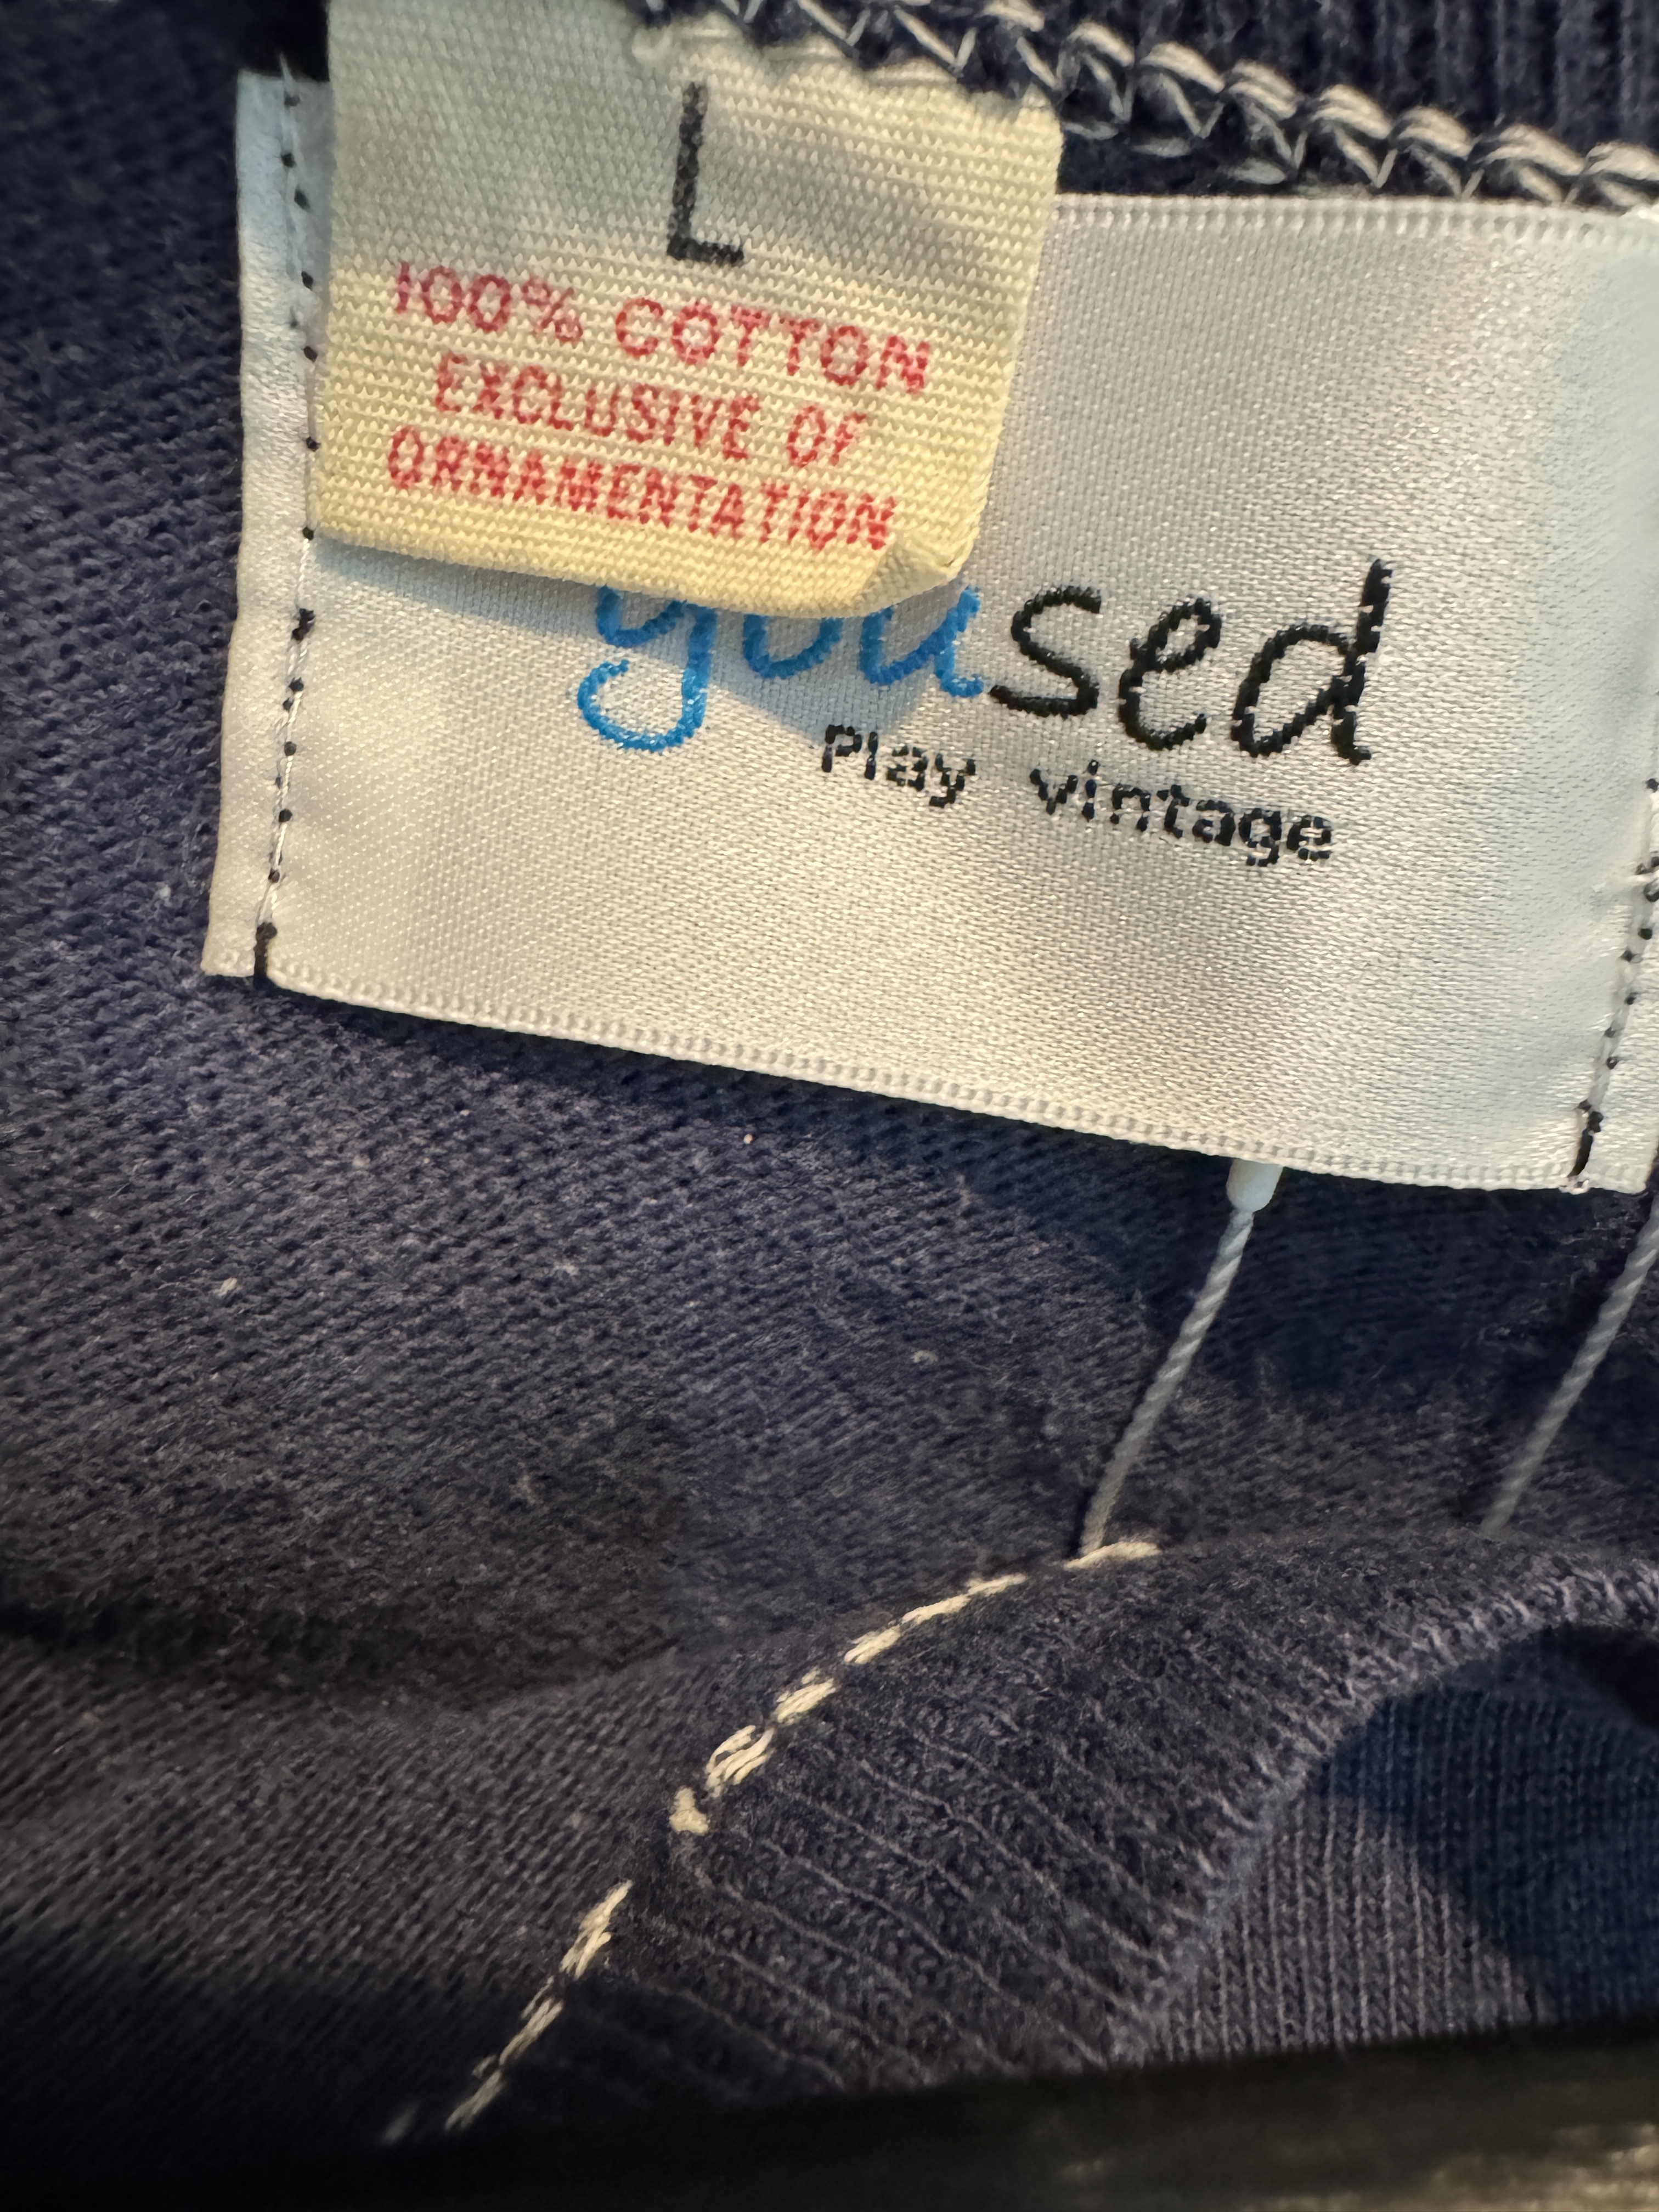 L
100% COTTON
EXCLUSIVE OF
ORNAMENTATION
yoused
Play vintage